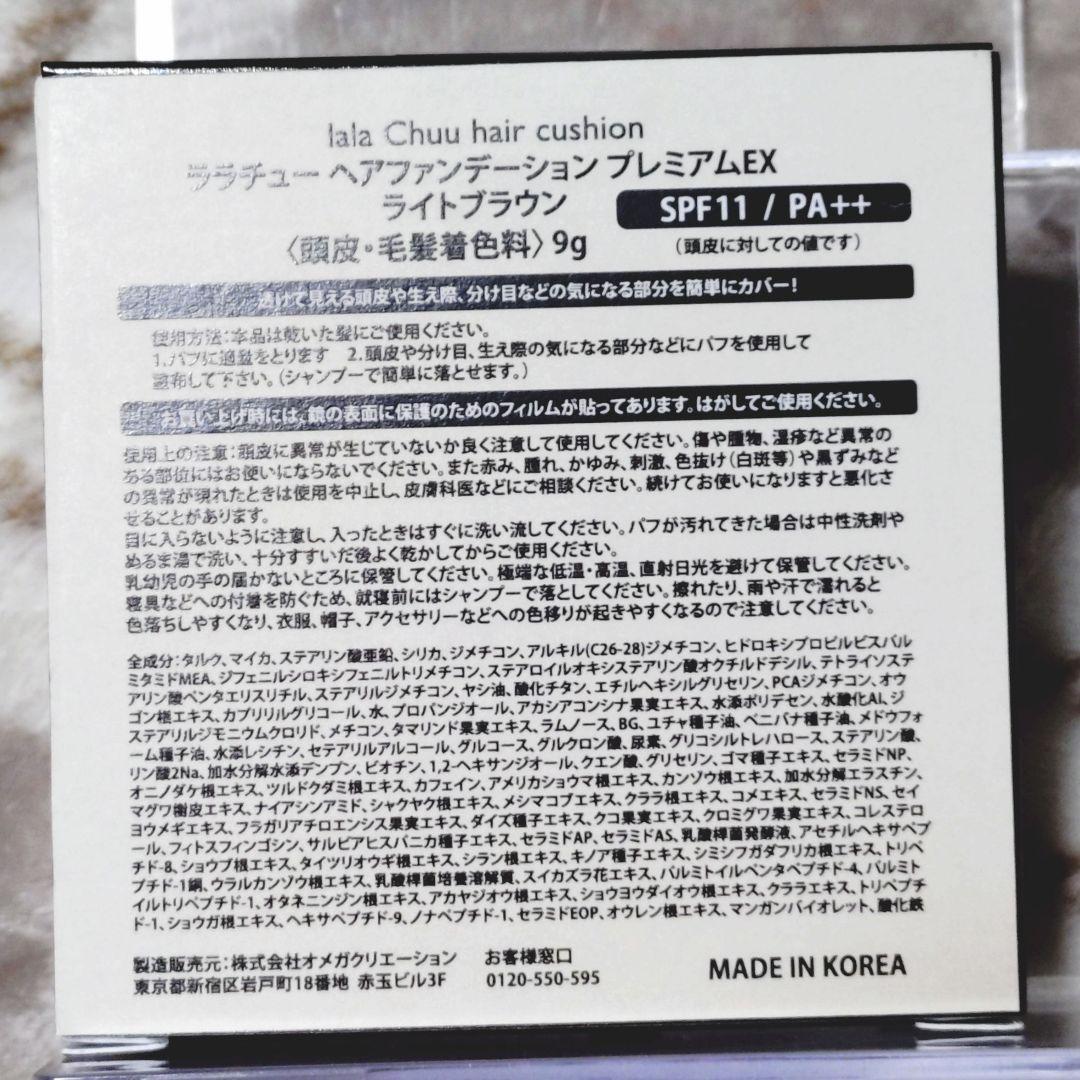 lala Chuu hair cushion
ララチュー ヘアファンデーション プレミアムEX
ライトブラウン
SPF11 / PA++
〈頭皮・毛髪着色料〉9g
(頭皮に対しての値です)
透けて見える頭皮や生え際、分け目などの気になる部分を簡単にカバー!
使用方法:本品は乾いた髪にご使用ください。
1.パフに適量をとります 2.頭皮や分け目、生え際の気になる部分などにパフを使用して
塗布して下さい。(シャンプーで簡単に落とせます。)
お買い上げ時には、鏡の表面に保護のためのフィルムが貼ってあります。はがしてご使用ください。
使用上の注意:頭皮に異常が生じていないか良く注意して使用してください。傷や腫物、湿疹など異常の
ある部位にはお使いにならないでください。また赤み、腫れ、かゆみ、刺激、色抜け(白斑等)や黒ずみなど
の異常が現れたときは使用を中止し、皮膚科医などにご相談ください。続けてお使いになりますと悪化さ
せることがあります。
目に入らないように注意し、入ったときはすぐに洗い流してください。パフが汚れてきた場合は中性洗剤や
ぬるま湯で洗い、十分すすいだ後よく乾かしてからご使用ください。
乳幼児の手の届かないところに保管してください。極端な低温・高温、直射日光を避けて保管してください。
寝具などへの付着を防ぐため、就寝前にはシャンプーで落としてください。擦れたり、雨や汗で濡れると
色落ちしやすくなり、衣服、帽子、アクセサリーなどへの色移りが起きやすくなるので注意してください。
全成分:タルク、マイカ、ステアリン酸亜鉛、シリカ、ジメチコン、アルキル(C26-28)ジメチコン、ヒドロキシプロピルビスパル
ミタミドMEA、ジフェニルシロキシフェニルトリメチコン、ステアロイルオキシステアリン酸オクチルドデシル、テトライソステ
アリン酸ペンタエリスリチル、ステアリルジメチコン、ヤシ油、酸化チタン、エチルヘキシルグリセリン、PCAジメチコン、オウ
ゴン根エキス、カプリリルグリコール、水、プロパンジオール、アカシアコンシナ果実エキス、水添ポリデセン、水酸化Al、ジ
ステアリルジモニウムクロリド、メチコン、タマリンド果実エキス、ラムノース、BG、ユチャ種子油、ベニバナ種子油、メドウフォ
ーム種子油、水添レシチン、セテアリルアルコール、グルコース、グルクロン酸、尿素、グリコシルトレハロース、ステアリン酸、
リン酸2Na、加水分解水添デンプン、ビオチン、1,2-ヘキサンジオール、クエン酸、グリセリン、ゴマ種子エキス、セラミドNP、
オニノダケ根エキス、ツルドクダミ根エキス、カフェイン、アメリカショウマ根エキス、カンゾウ根エキス、加水分解エラスチン、
マグワ樹皮エキス、ナイアシンアミド、シャクヤク根エキス、メシマコブエキス、クララ根エキス、コメエキス、セラミドNS、セイ
ヨウメギエキス、フラガリアチロエンシス果実エキス、ダイズ種子エキス、クコ果実エキス、クロミグワ果実エキス、コレステロ
ール、フィトスフィンゴシン、サルビアヒスパニカ種子エキス、セラミドAP、セラミドAS、乳酸桿菌発酵液、アセチルヘキサペプ
チド-8、ショウブ根エキス、タイツリオウギ根エキス、シラン根エキス、キノア種子エキス、シミシフガダフリカ根エキス、トリペ
プチド-1銅、ウラルカンゾウ根エキス、乳酸桿菌培養溶解質、スイカズラ花エキス、パルミトイルペンタペプチド-4、パルミト
イルトリペプチド-1、オタネニンジン根エキス、アカヤジオウ根エキス、ショウヨウダイオウ根エキス、クララエキス、トリペプチ
ド-1、ショウガ根エキス、ヘキサペプチド-9、ノナペプチド-1、セラミドEOP、オウレン根エキス、マンガンバイオレット、酸化鉄
製造販売元:株式会社オメガクリエーション お客様窓口
東京都新宿区岩戸町18番地 赤玉ビル3F 0120-550-595
MADE IN KOREA